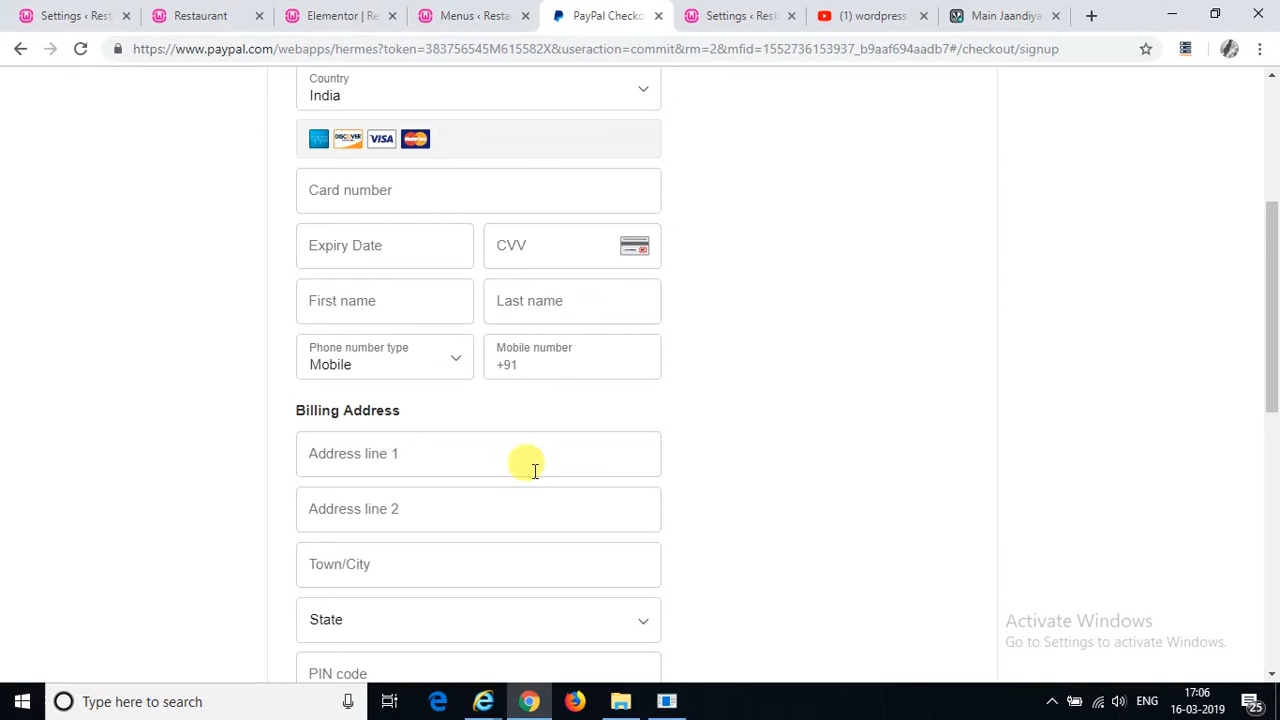 Settings ‹ Resta
Restaurant
Elementor | Re
Menus ‹ Resta
PayPal Checko
Settings ‹ Rest
(1) wordpress
Main Jaandiya
https://www.paypal.com/webapps/hermes?token=383756545M615582X&useraction=commit&rm=2&mfid=1552736153937_b9aaf694aadb7#/checkout/signup
Country
India
DISCOVER VISA
Card number
Expiry Date
CVV
First name
Last name
Phone number type
Mobile
Mobile number
+91
Billing Address
Address line 1
Address line 2
Town/City
State
PIN code
Activate Windows
Go to Settings to activate Windows.
Type here to search
ENG
17:06
16-03-2019
25